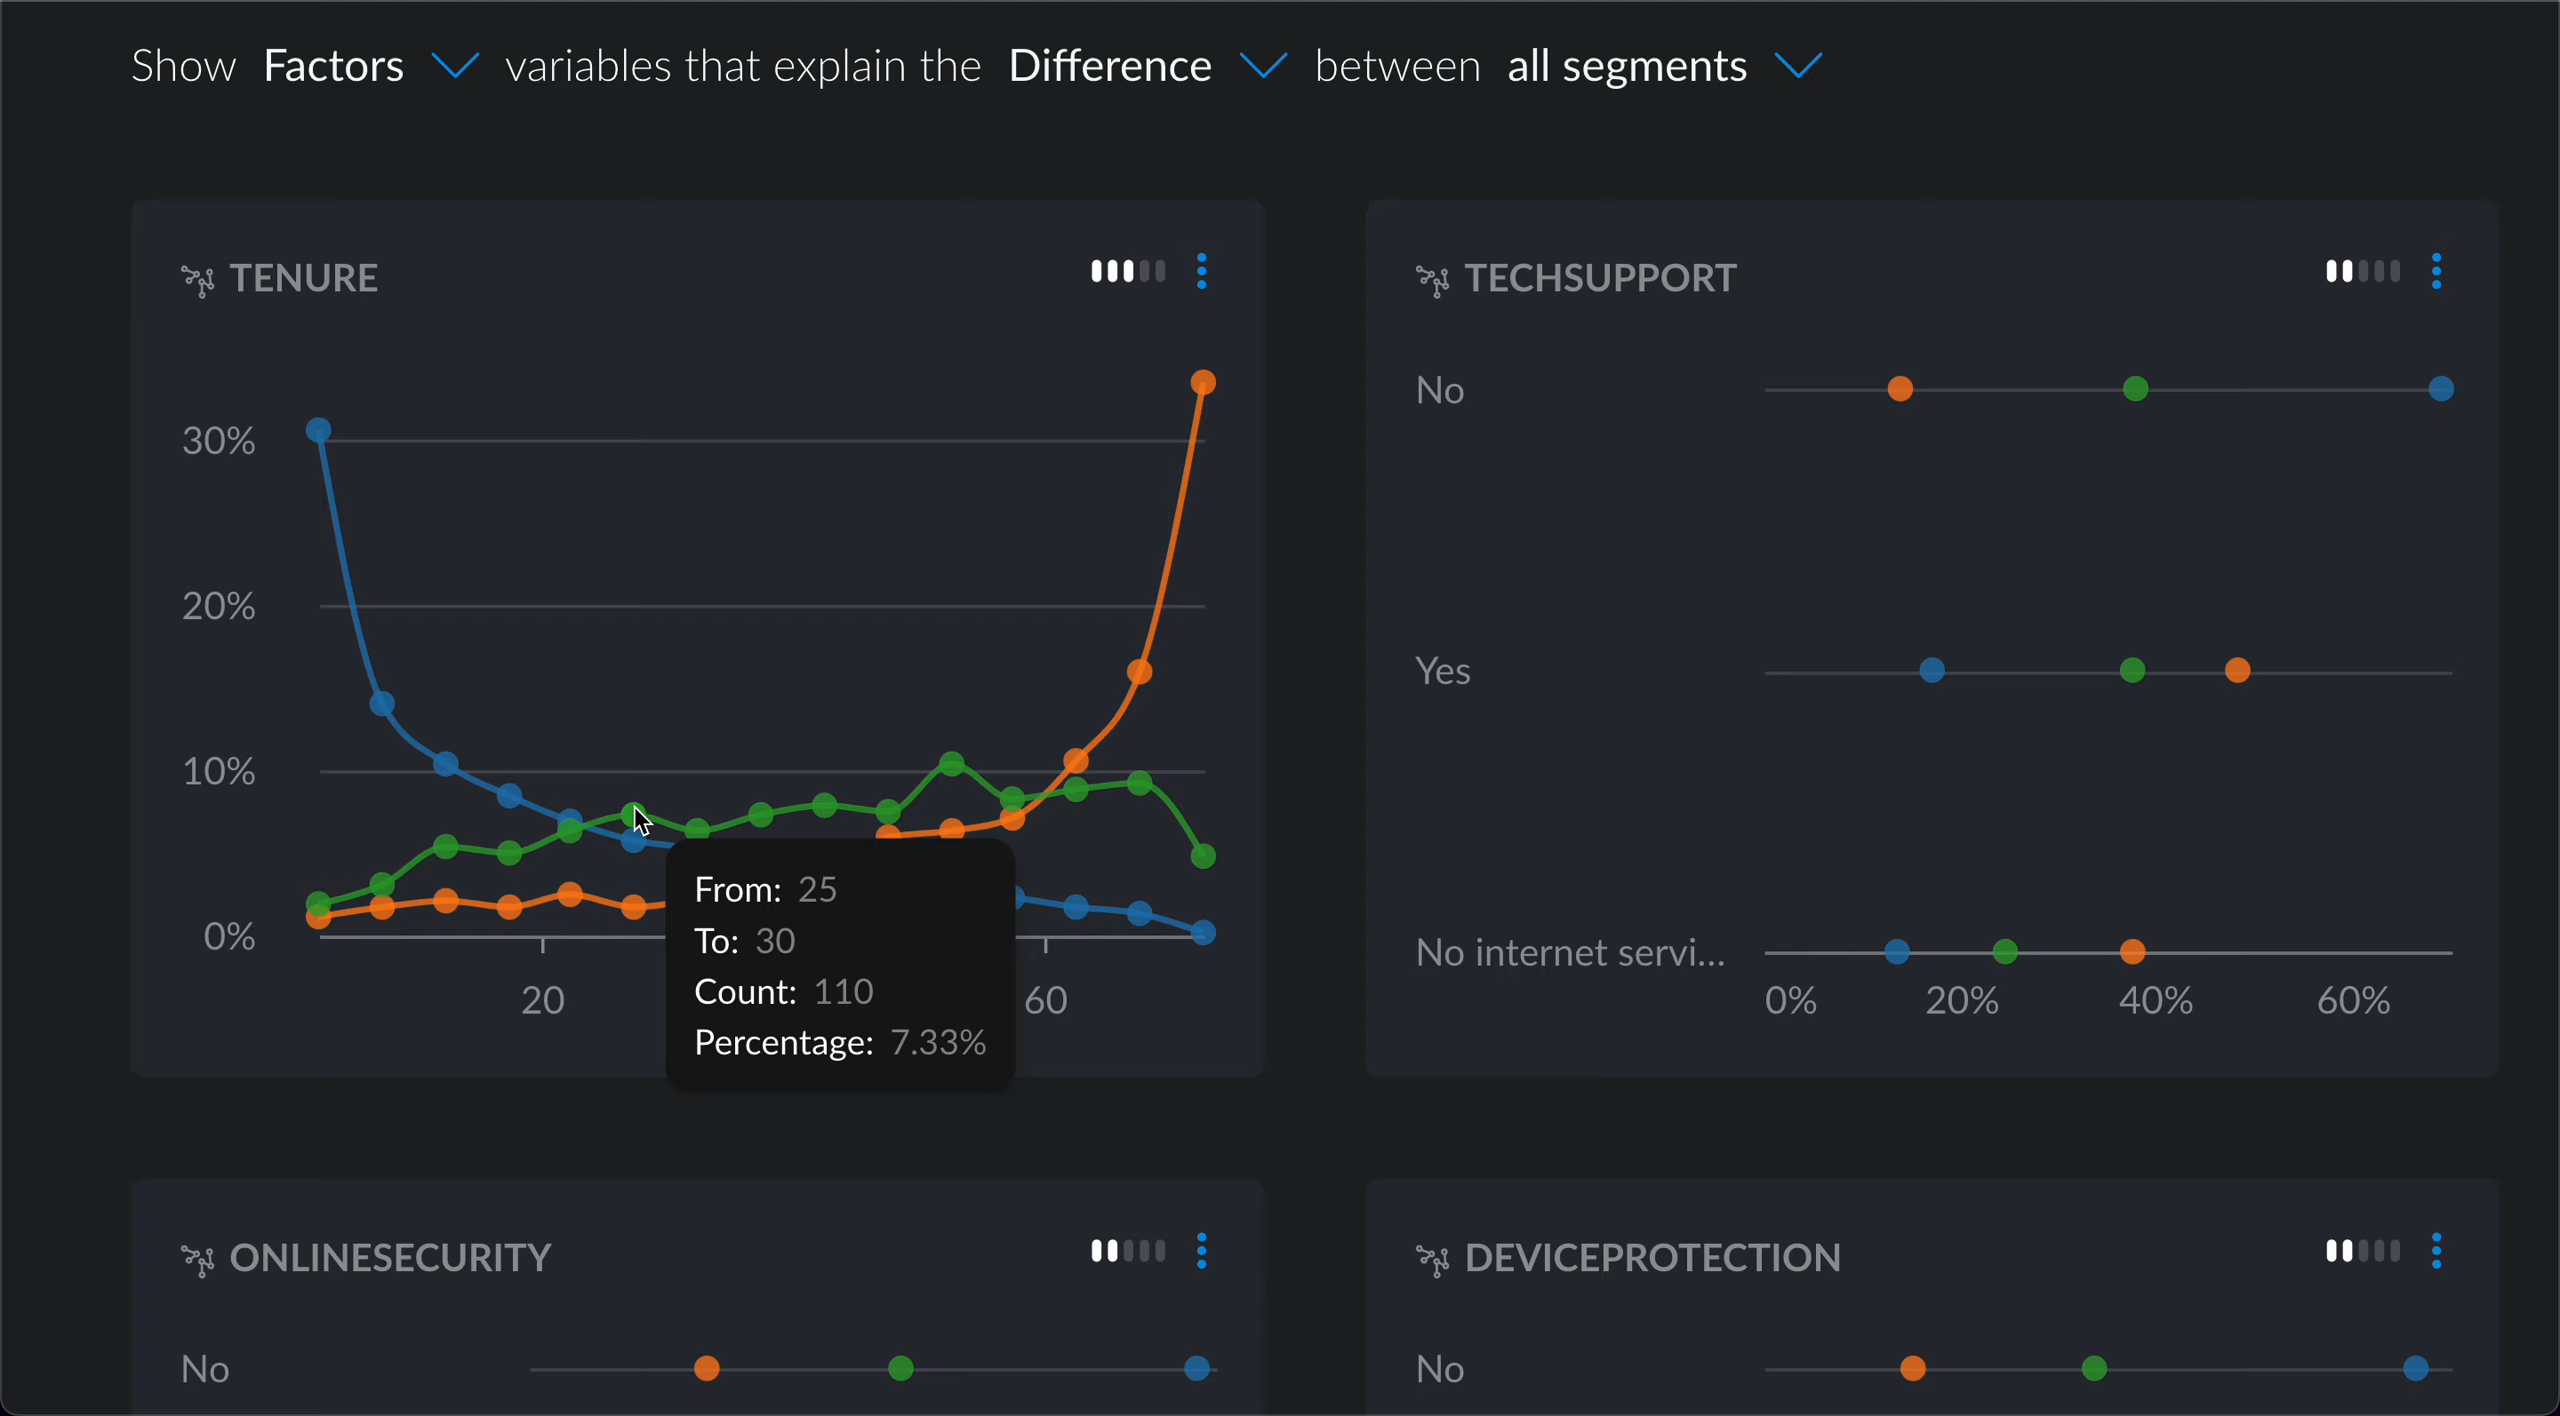 Show Factors variables that explain the Difference between all segments
TENURE
30%
20%
10%
0%
20
60
From: 25
To: 30
Count: 110
Percentage: 7.33%
TECHSUPPORT
No
Yes
No internet servi...
0% 20% 40% 60%
ONLINESECURITY
No
DEVICEPROTECTION
No